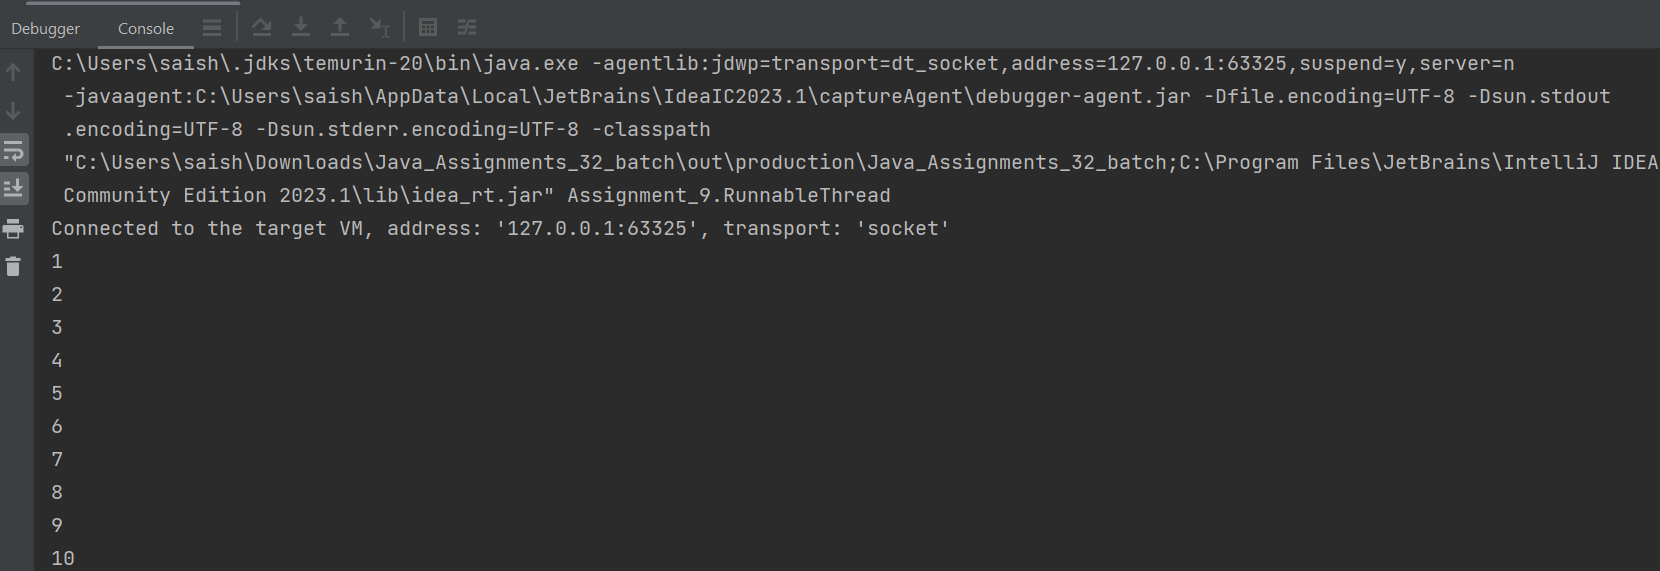 Debugger Console
C:\Users\saish\.jdks\temurin-20\bin\java.exe -agentlib:jdwp=transport=dt_socket,address=127.0.0.1:63325,suspend=y,server=n
-javaagent:C:\Users\saish\AppData\Local\JetBrains\IdeaIC2023.1\captureAgent\debugger-agent.jar -Dfile.encoding=UTF-8 -Dsun.stdout
.encoding=UTF-8 -Dsun.stderr.encoding=UTF-8 -classpath
"C:\Users\saish\Downloads\Java_Assignments_32_batch\out\production\Java_Assignments_32_batch;C:\Program Files\JetBrains\IntelliJ IDEA
Community Edition 2023.1\lib\idea_rt.jar" Assignment_9.RunnableThread
Connected to the target VM, address: '127.0.0.1:63325', transport: 'socket'
1
2
3
4
5
6
7
8
9
10